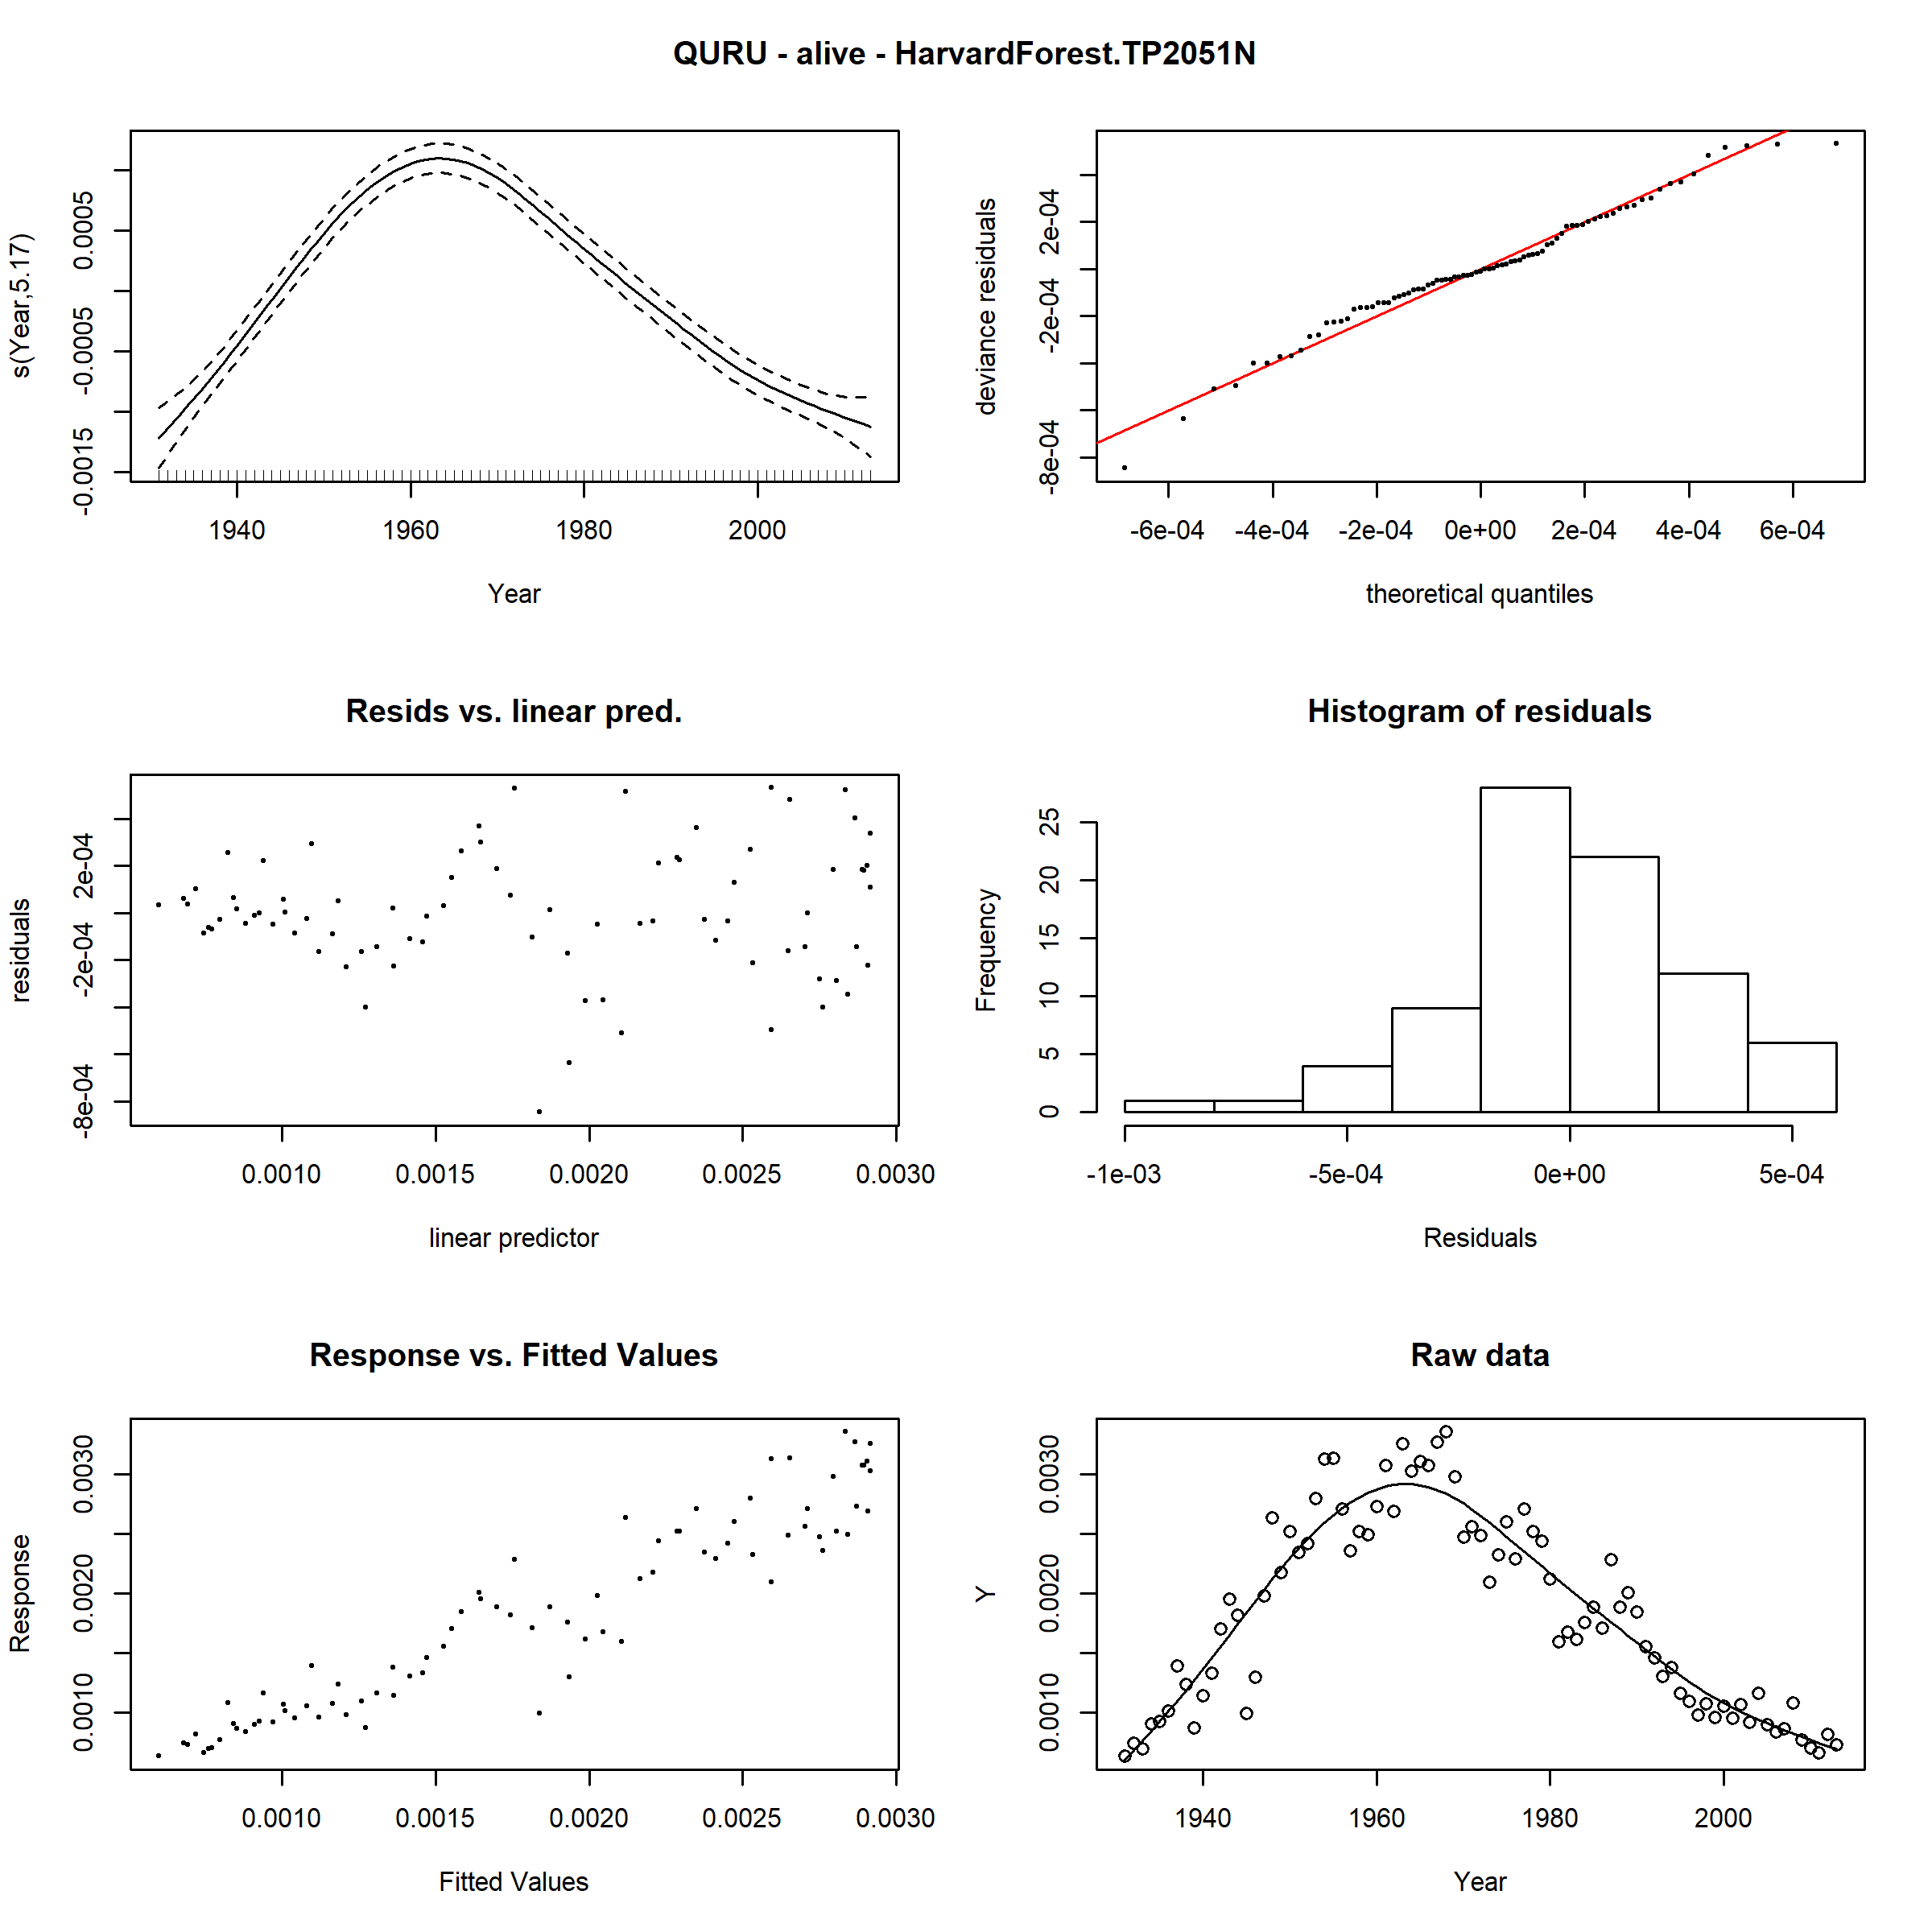 QURU - alive - HarvardForest.TP2051N
s(Year,5.17)
-0.0015 -0.0005 0.0005
1940 1960 1980 2000
Year
deviance residuals
-8e-04 -2e-04 2e-04
-6e-04 -4e-04 -2e-04 0e+00 2e-04 4e-04 6e-04
theoretical quantiles
Resids vs. linear pred.
residuals
-8e-04 -2e-04 2e-04
0.0010 0.0015 0.0020 0.0025 0.0030
linear predictor
Histogram of residuals
Frequency
0 5 10 15 20 25
-1e-03 -5e-04 0e+00 5e-04
Residuals
Response vs. Fitted Values
Response
0.0010 0.0020 0.0030
0.0010 0.0015 0.0020 0.0025 0.0030
Fitted Values
Raw data
Y
0.0010 0.0020 0.0030
1940 1960 1980 2000
Year